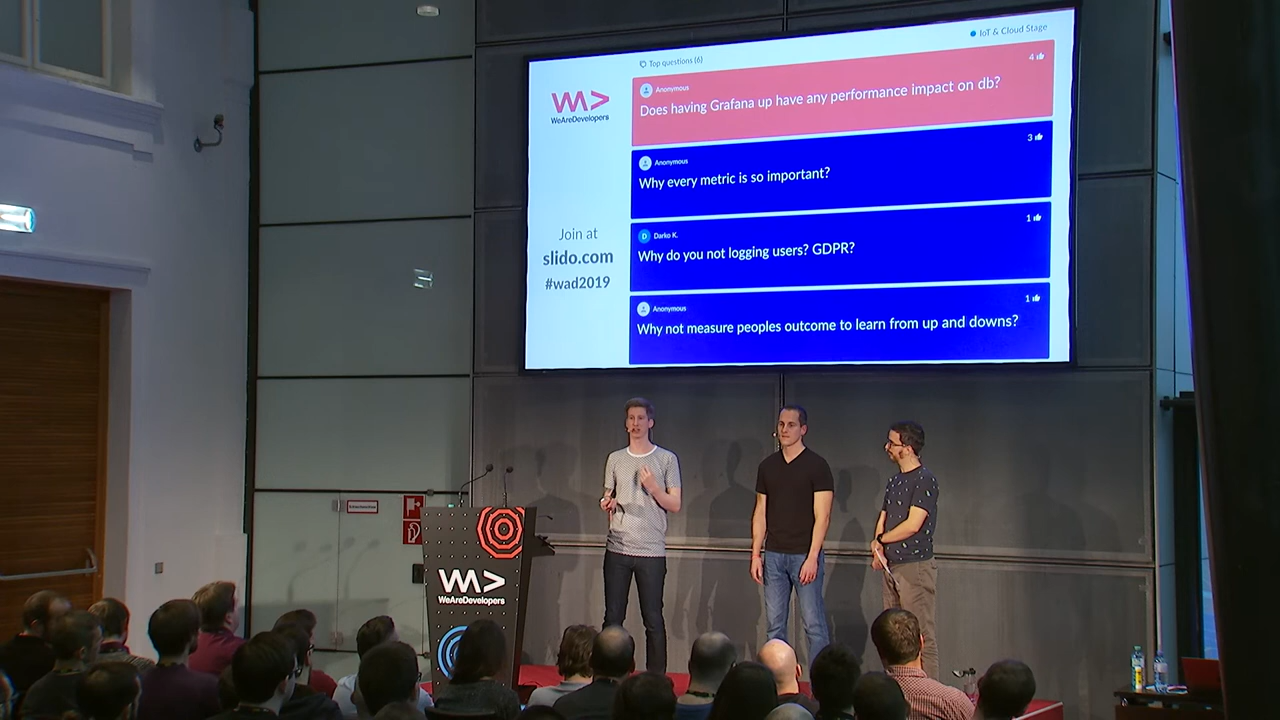 IoT & Cloud Stage
Top questions (6)
WeAreDevelopers
Join at
slido.com
#wad2019
Anonymous
4
Does having Grafana up have any performance impact on db?
Anonymous
3
Why every metric is so important?
D
Darko K.
1
Why do you not logging users? GDPR?
Anonymous
1
Why not measure peoples outcome to learn from up and downs?
WeAreDevelopers